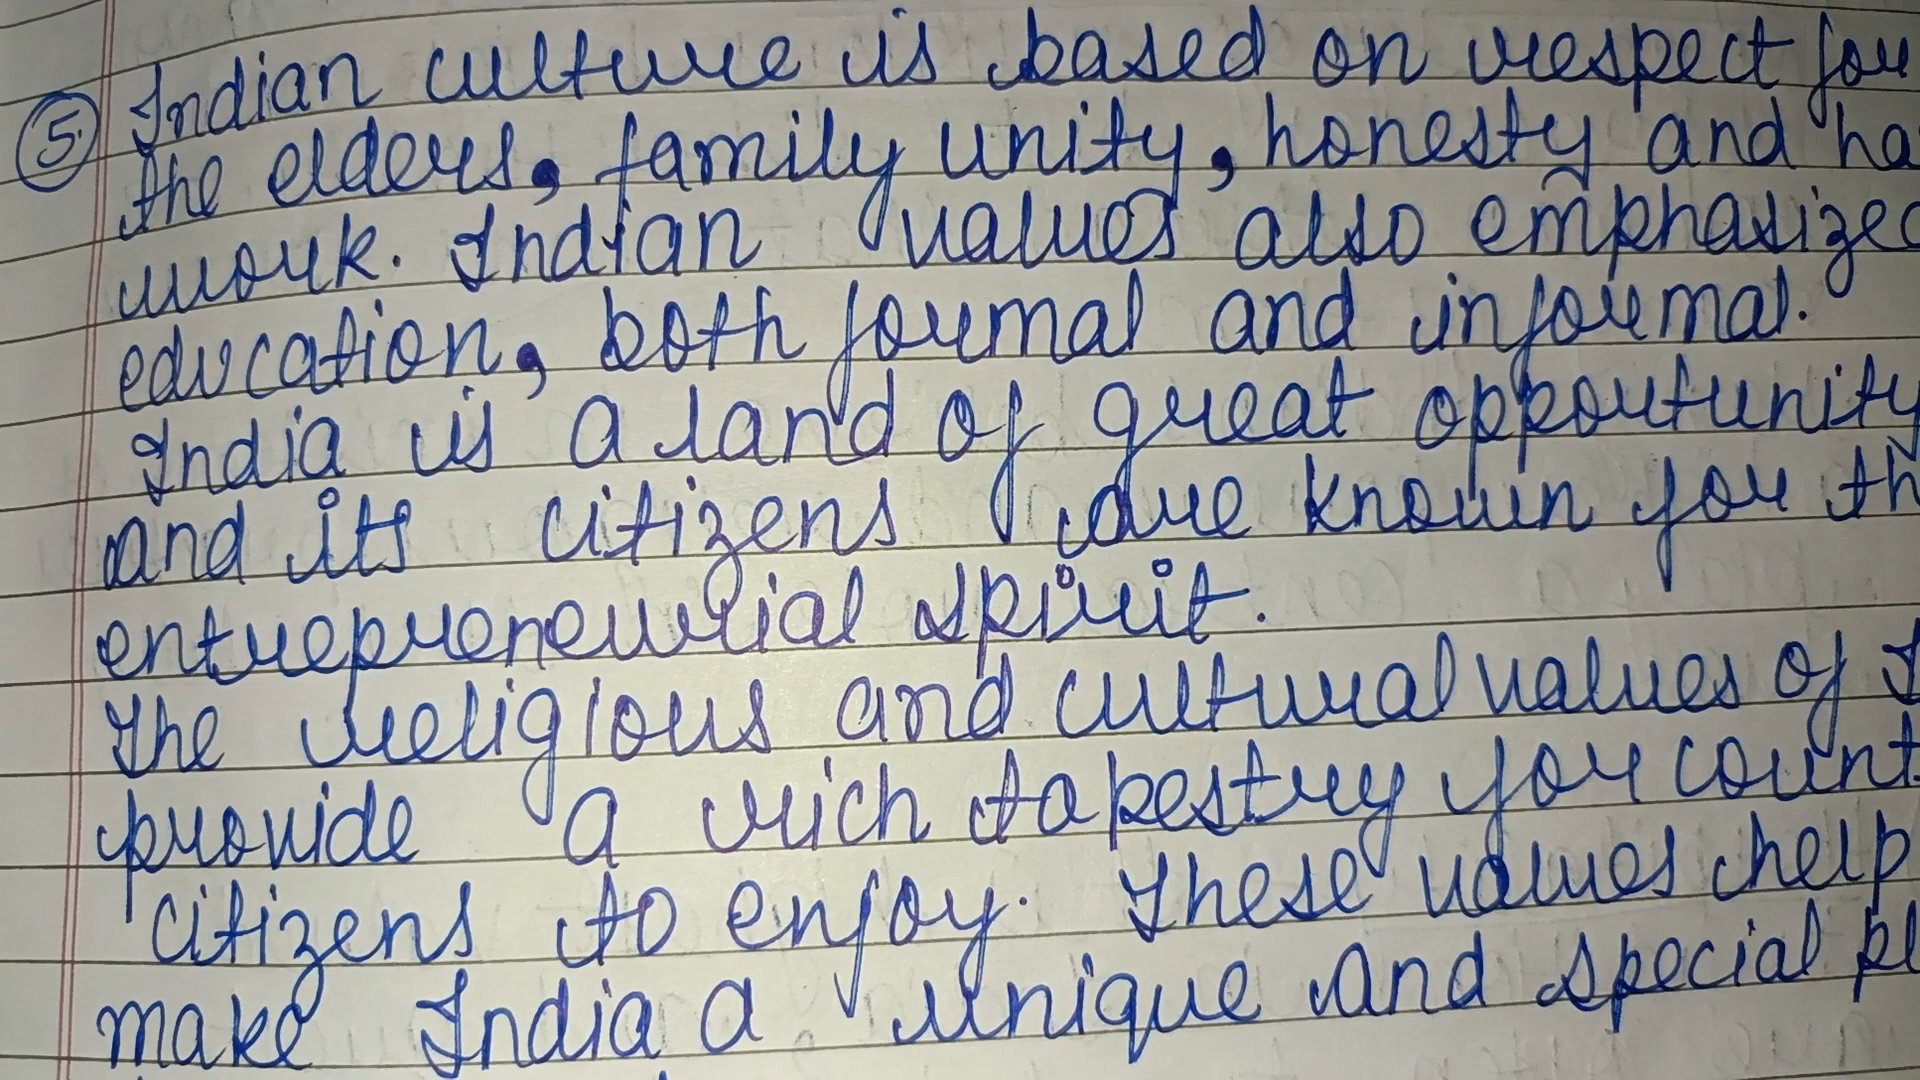 ⑤ Indian culture is based on respect for
the elders, family unity, honesty and ha
work. Indian values also emphasized
education, both formal and informal.
India is a land of great opportunity
and its citizens are known for th
entrepreneurial spirit.
The religious and cultural values of I
provide a rich tapestry for count
citizens to enjoy. These values help
make India a unique and special pl